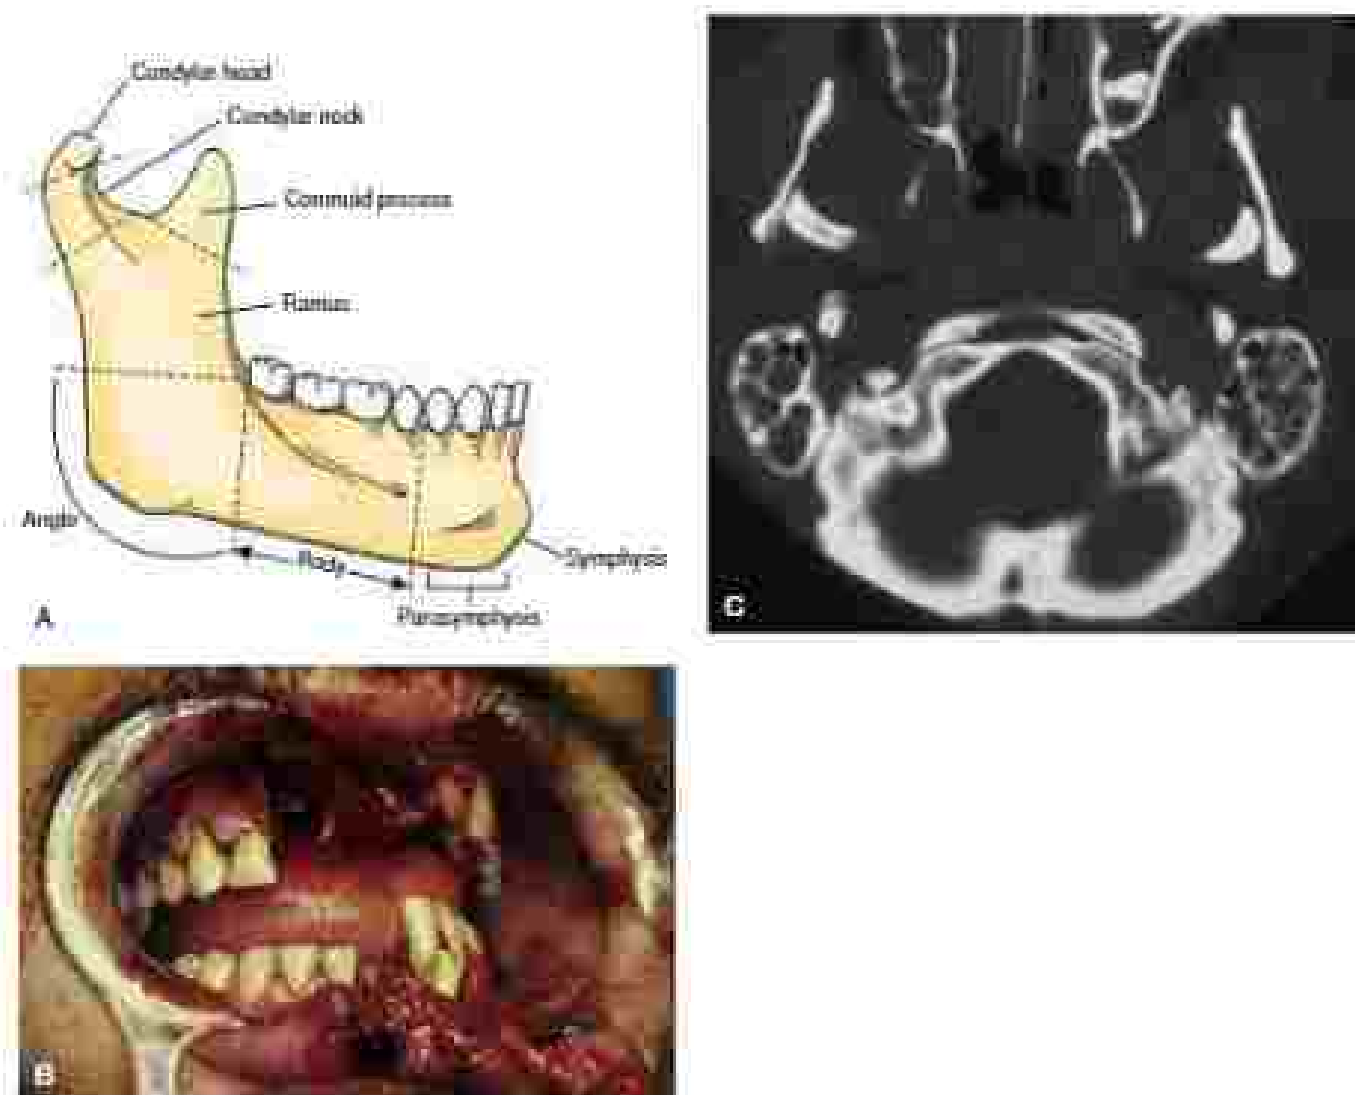 Condylar head
Condylar neck
Coronoid process
Ramus
Angle
Body
Symphysis
Parasymphysis
A
C
B